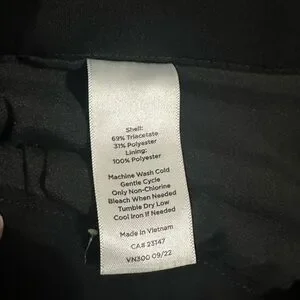 Shell:
69% Triacetate
31% Polyester
Lining:
100% Polyester
Machine Wash Cold
Gentle Cycle
Only Non-Chlorine
Bleach When Needed
Tumble Dry Low
Cool Iron If Needed
Made In Vietnam
CA# 23147
VN300 09/22